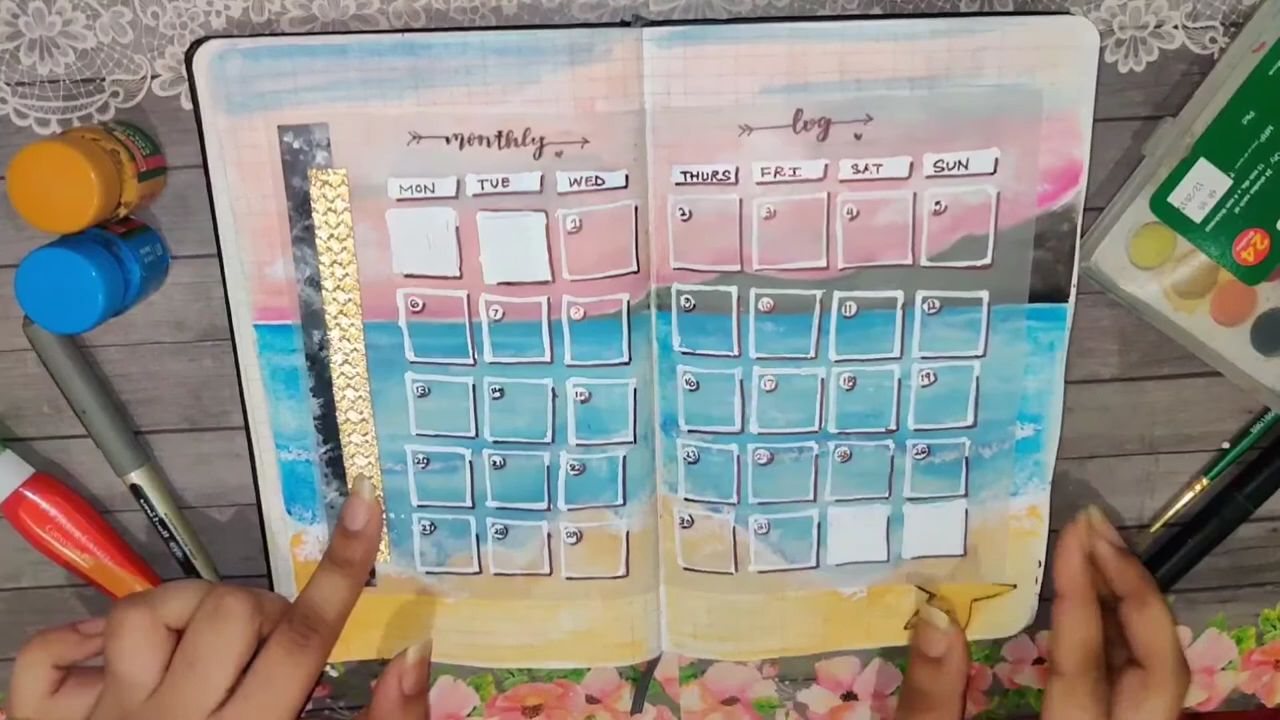 monthly log
MON TUE WED THURS FRI SAT SUN
1 2 3 4 5
6 7 8 9 10 11 12
13 14 15 16 17 18 19
20 21 22 23 24 25 26
27 28 29 30 31
24